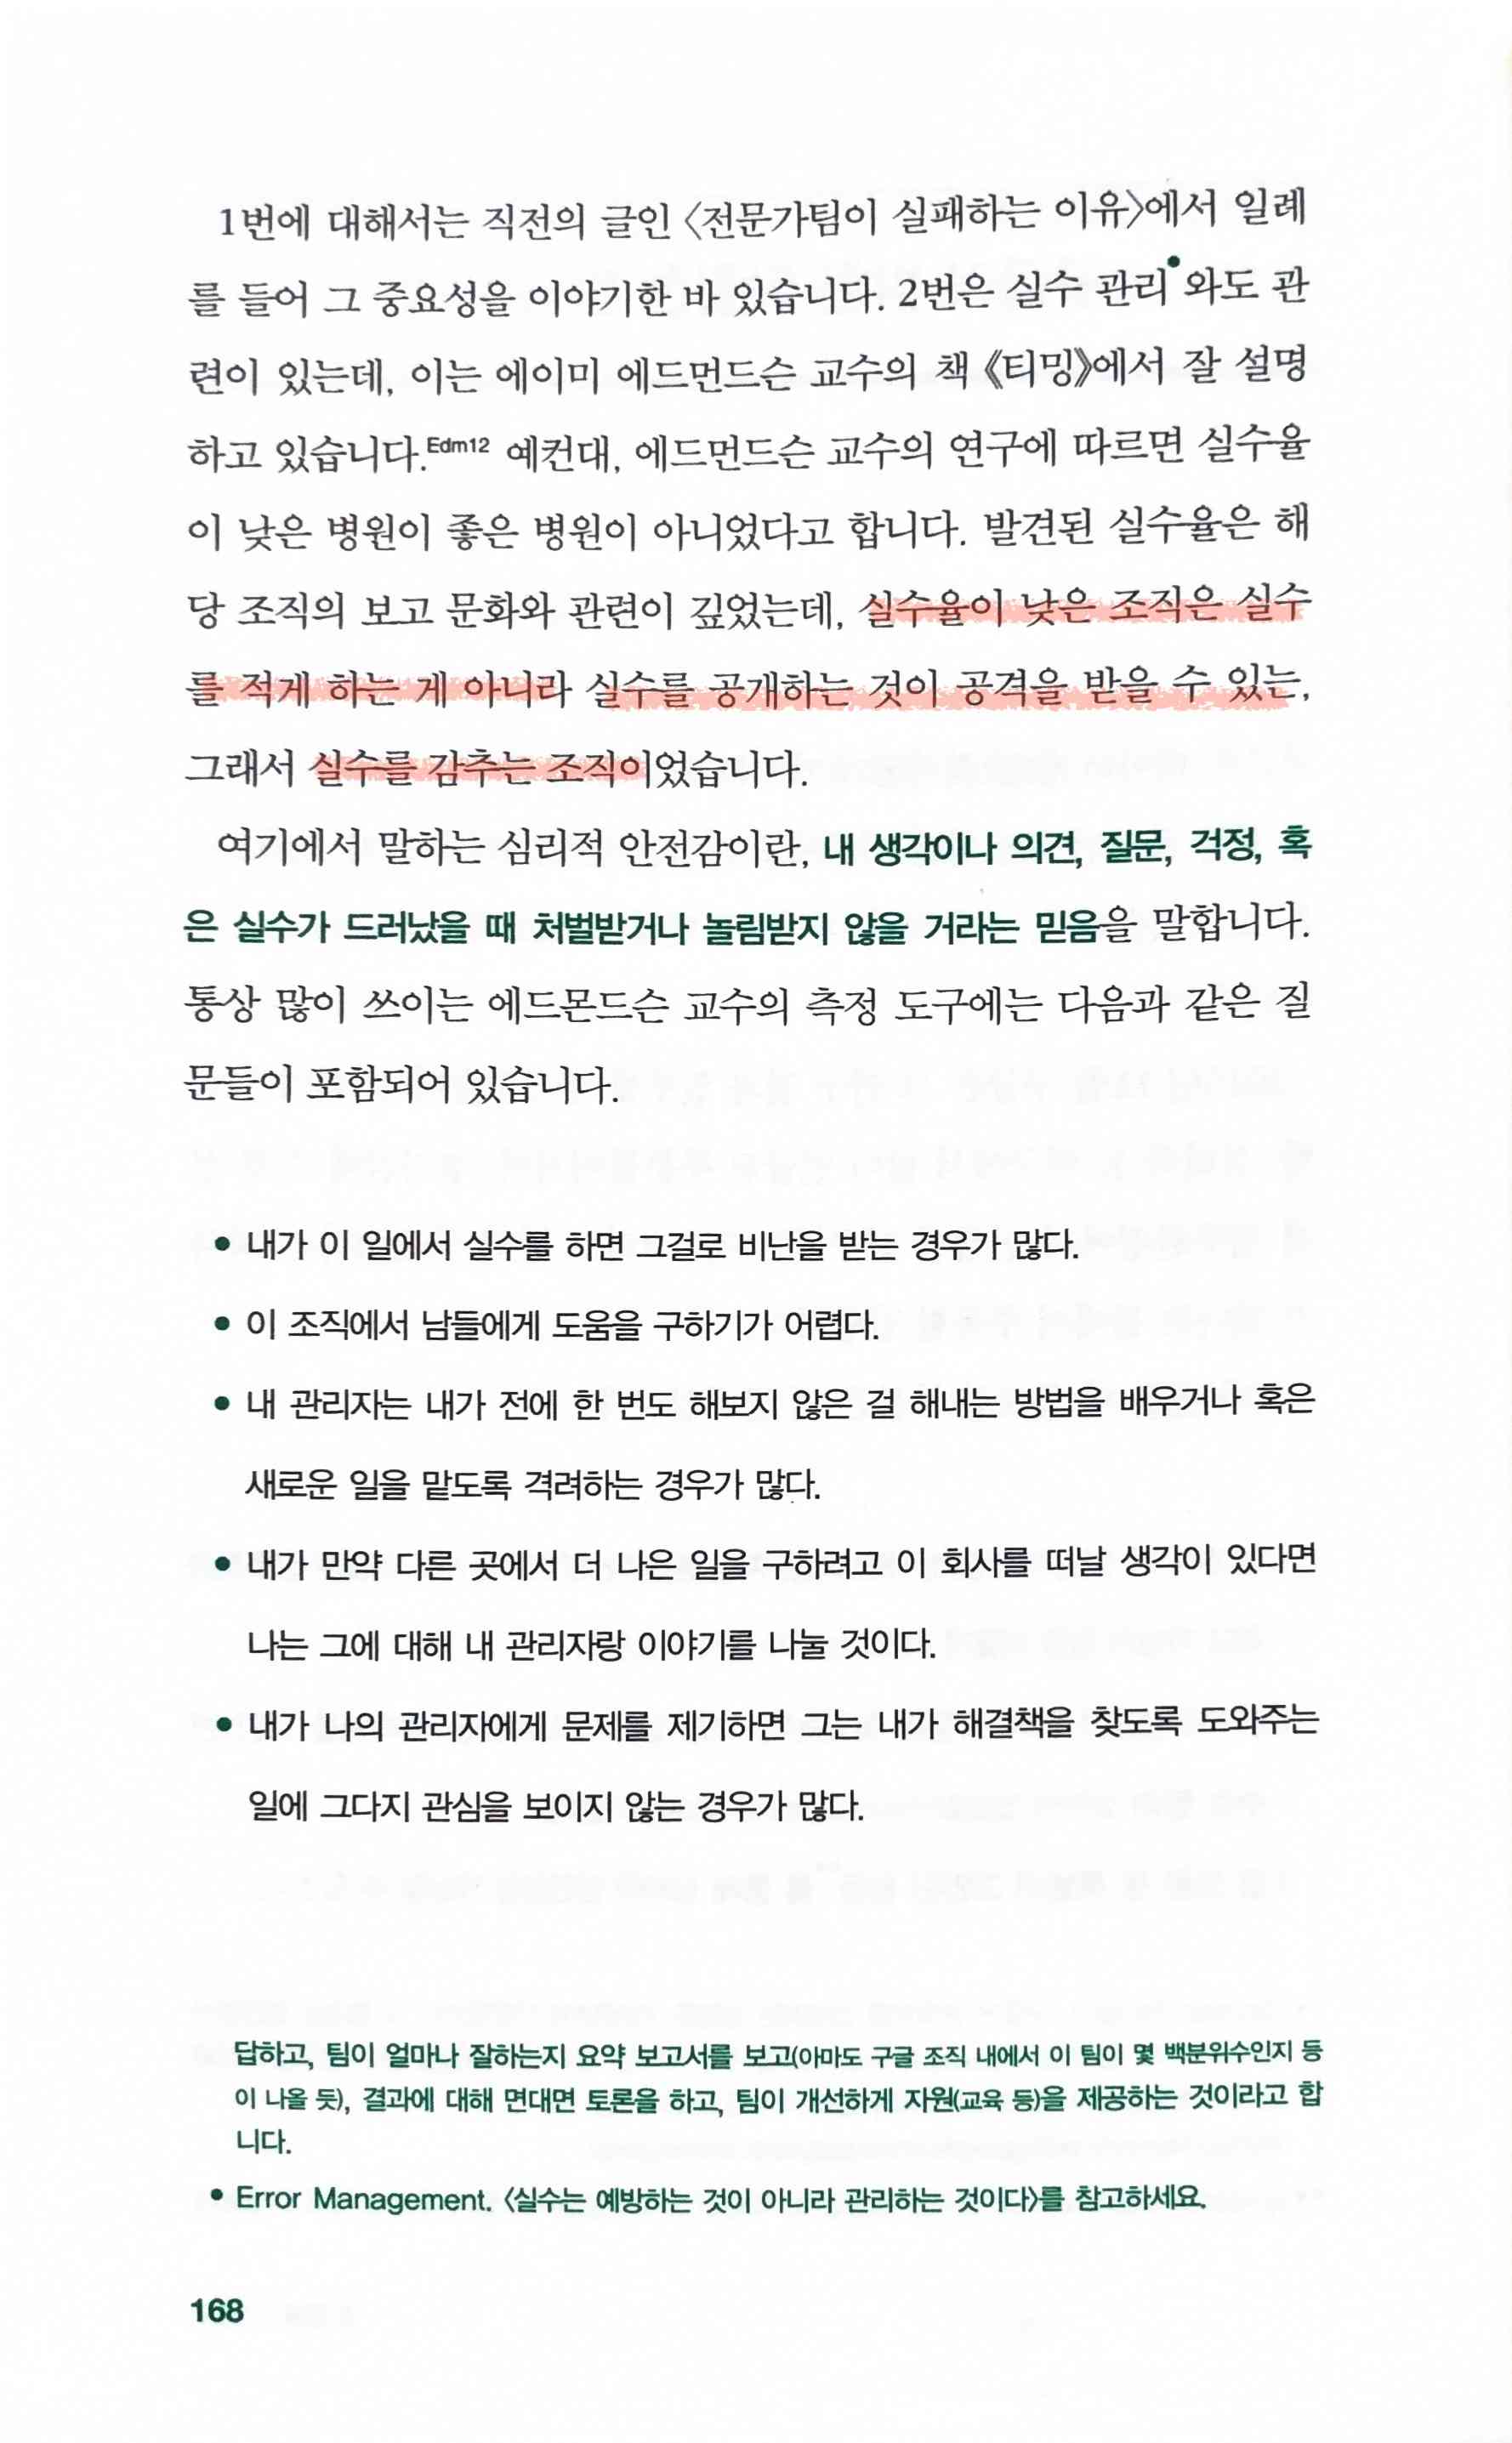 1번에 대해서는 직전의 글인 〈전문가팀이 실패하는 이유〉에서 일례
를 들어 그 중요성을 이야기한 바 있습니다. 2번은 실수 관리•와도 관
련이 있는데, 이는 에이미 에드먼드슨 교수의 책 《티밍》에서 잘 설명
하고 있습니다.Edm12 예컨대, 에드먼드슨 교수의 연구에 따르면 실수율
이 낮은 병원이 좋은 병원이 아니었다고 합니다. 발견된 실수율은 해
당 조직의 보고 문화와 관련이 깊었는데, 실수율이 낮은 조직은 실수
를 적게 하는 게 아니라 실수를 공개하는 것이 공격을 받을 수 있는,
그래서 실수를 감추는 조직이었습니다.
여기에서 말하는 심리적 안전감이란, 내 생각이나 의견, 질문, 걱정, 혹
은 실수가 드러났을 때 처벌받거나 놀림받지 않을 거라는 믿음을 말합니다.
통상 많이 쓰이는 에드몬드슨 교수의 측정 도구에는 다음과 같은 질
문들이 포함되어 있습니다.
• 내가 이 일에서 실수를 하면 그걸로 비난을 받는 경우가 많다.
• 이 조직에서 남들에게 도움을 구하기가 어렵다.
• 내 관리자는 내가 전에 한 번도 해보지 않은 걸 해내는 방법을 배우거나 혹은
새로운 일을 맡도록 격려하는 경우가 많다.
• 내가 만약 다른 곳에서 더 나은 일을 구하려고 이 회사를 떠날 생각이 있다면
나는 그에 대해 내 관리자랑 이야기를 나눌 것이다.
• 내가 나의 관리자에게 문제를 제기하면 그는 내가 해결책을 찾도록 도와주는
일에 그다지 관심을 보이지 않는 경우가 많다.
답하고, 팀이 얼마나 잘하는지 요약 보고서를 보고(아마도 구글 조직 내에서 이 팀이 몇 백분위수인지 등
이 나올 듯), 결과에 대해 면대면 토론을 하고, 팀이 개선하게 자원(교육 등)을 제공하는 것이라고 합
니다.
• Error Management. 〈실수는 예방하는 것이 아니라 관리하는 것이다〉를 참고하세요.
168